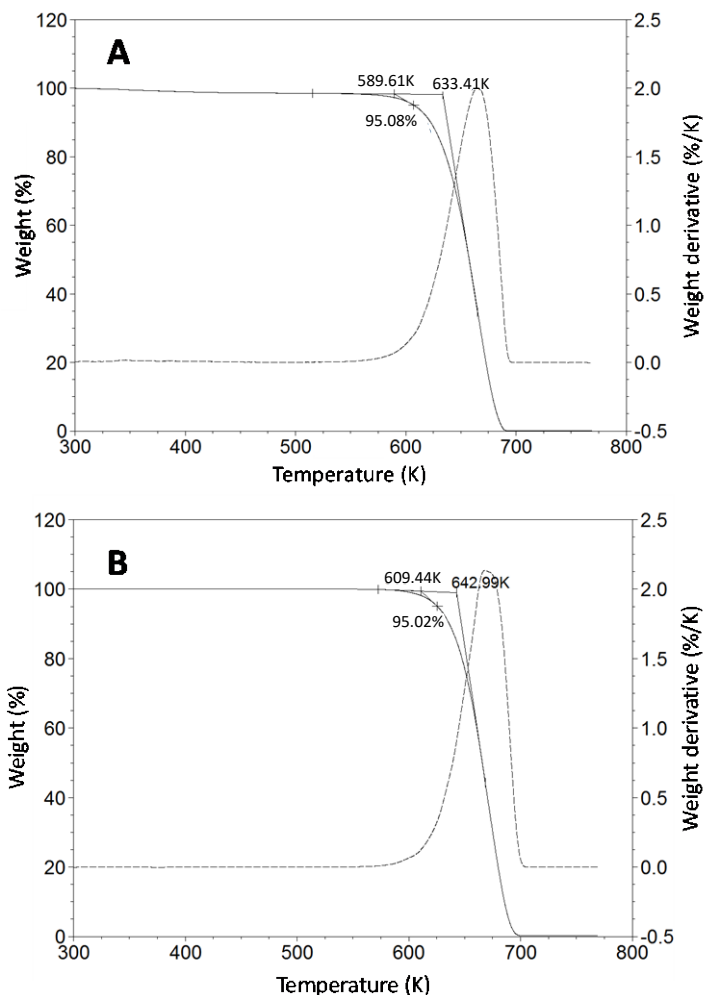 A
120
100
80
60
40
20
0
Weight (%)
2.5
2.0
1.5
1.0
0.5
0.0
-0.5
Weight derivative (%/K)
589.61K
633.41K
95.08%
300 400 500 600 700 800
Temperature (K)
B
120
100
80
60
40
20
0
Weight (%)
2.5
2.0
1.5
1.0
0.5
0.0
-0.5
Weight derivative (%/K)
609.44K
642.99K
95.02%
300 400 500 600 700 800
Temperature (K)